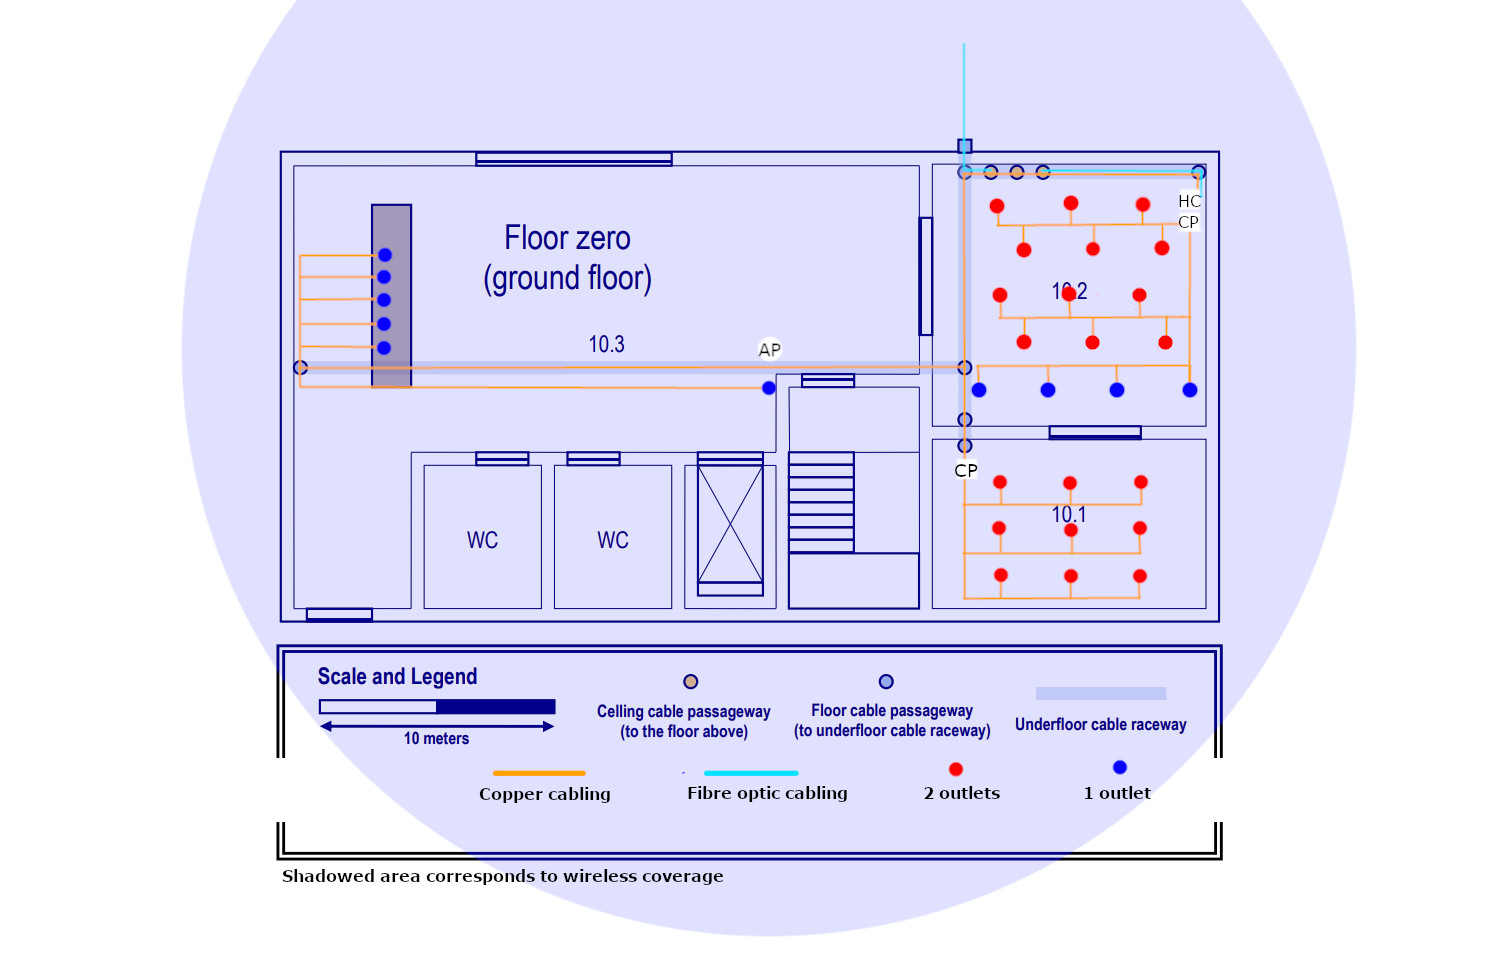 Floor zero
(ground floor)
10.3
AP
HC
CP
10.2
CP
10.1
WC
WC
Scale and Legend
10 meters
Celling cable passageway
(to the floor above)
Floor cable passageway
(to underfloor cable raceway)
Underfloor cable raceway
Copper cabling
Fibre optic cabling
2 outlets
1 outlet
Shadowed area corresponds to wireless coverage